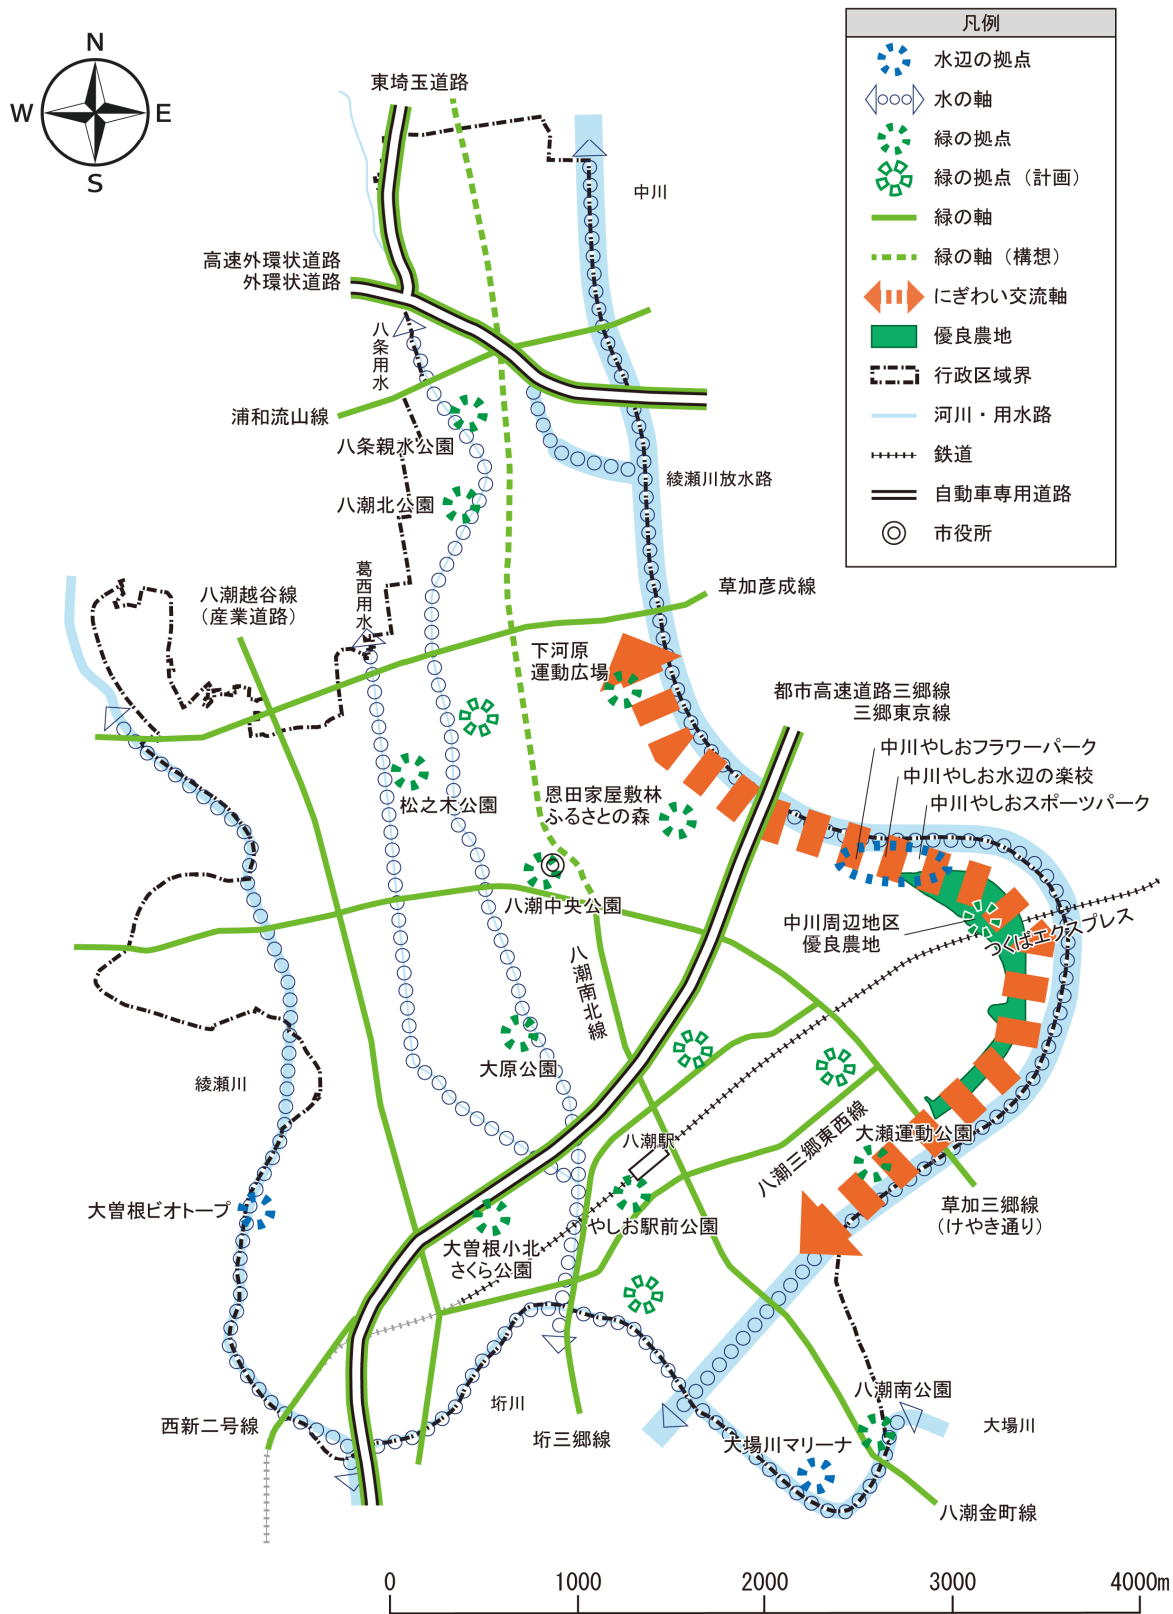 N
W
E
S
凡例
水辺の拠点
水の軸
緑の拠点
緑の拠点（計画）
緑の軸
緑の軸（構想）
にぎわい交流軸
優良農地
行政区域界
河川・用水路
鉄道
自動車専用道路
市役所
東埼玉道路
中川
高速外環状道路
外環状道路
八条用水
浦和流山線
八条親水公園
綾瀬川放水路
八潮北公園
葛西用水
八潮越谷線
（産業道路）
草加彦成線
下河原
運動広場
都市高速道路三郷線
三郷東京線
中川やしおフラワーパーク
中川やしお水辺の楽校
中川やしおスポーツパーク
松之木公園
恩田家屋敷林
ふるさとの森
八潮中央公園
中川周辺地区
優良農地
つくばエクスプレス
八潮南北線
大原公園
綾瀬川
八潮駅
八潮三郷東西線
大瀬運動公園
大曽根ビオトープ
やしお駅前公園
草加三郷線
（けやき通り）
大曽根小北
さくら公園
西新二号線
垳川
垳三郷線
八潮南公園
大場川
大場川マリーナ
八潮金町線
0
1000
2000
3000
4000m